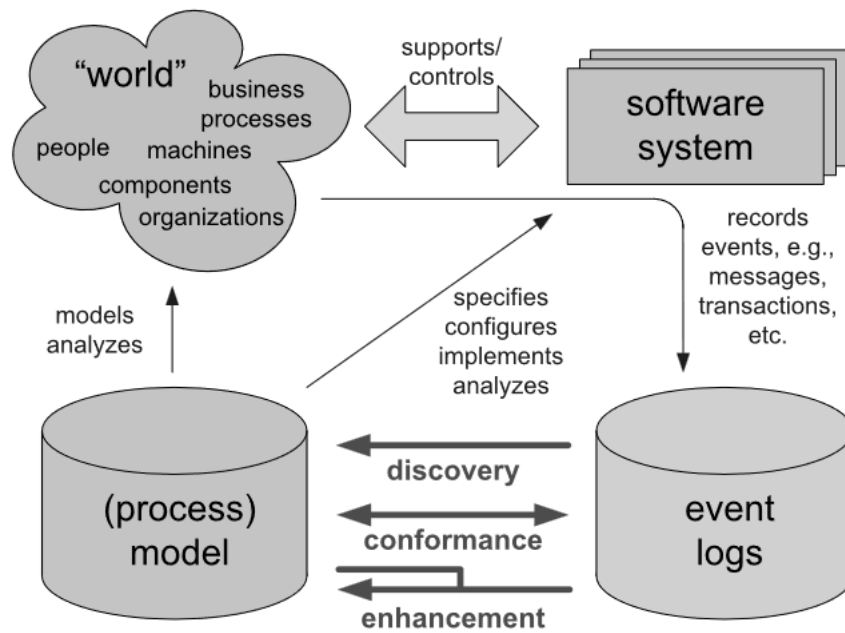 “world”
business
processes
people
machines
components
organizations
supports/
controls
software
system
records
events, e.g.,
messages,
transactions,
etc.
models
analyzes
specifies
configures
implements
analyzes
(process)
model
discovery
conformance
enhancement
event
logs